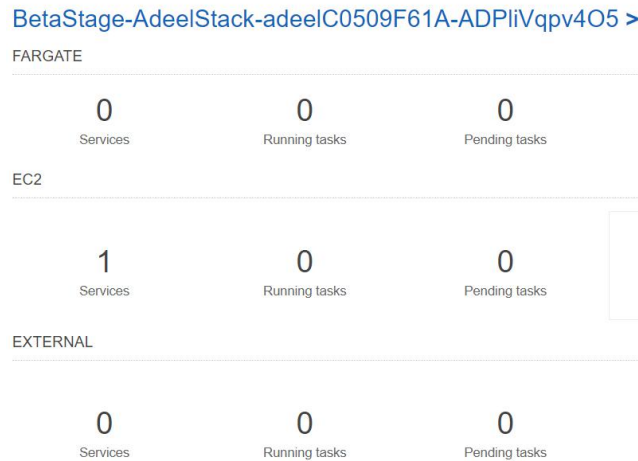 BetaStage-AdeelStack-adeelC0509F61A-ADPliVqpv4O5 >
FARGATE
0 0 0
Services Running tasks Pending tasks
EC2
1 0 0
Services Running tasks Pending tasks
EXTERNAL
0 0 0
Services Running tasks Pending tasks